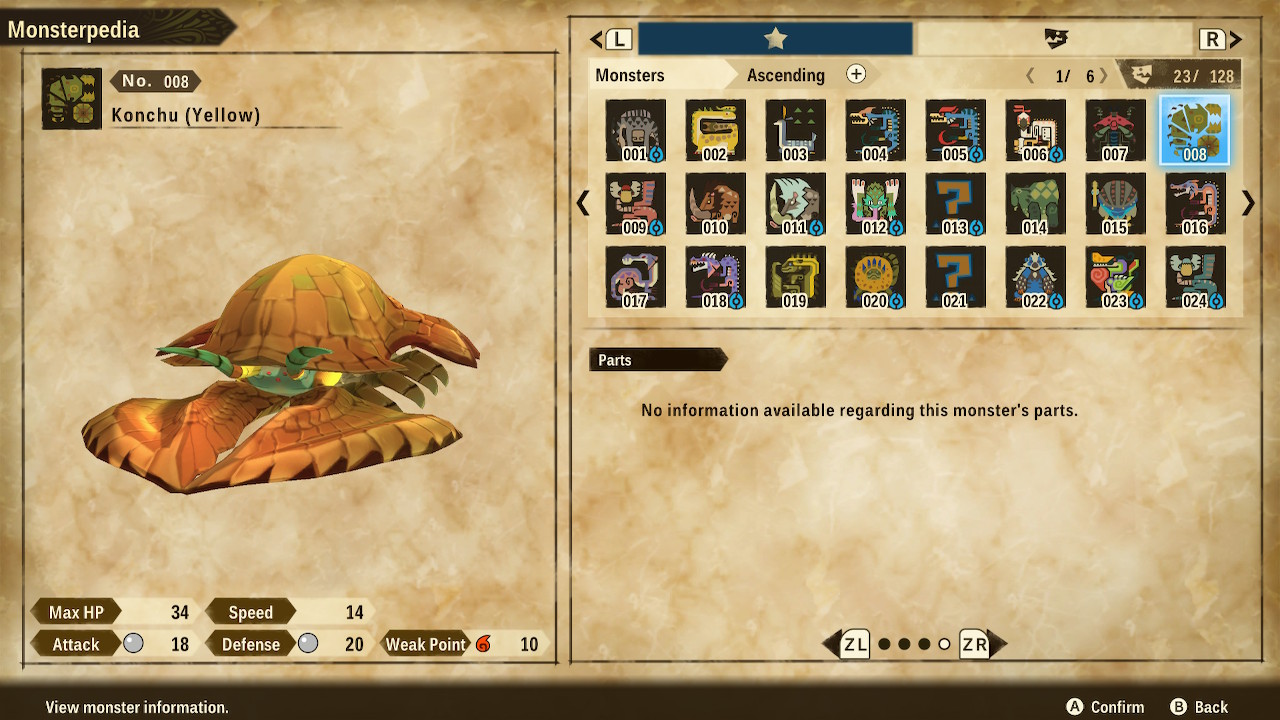 Monsterpedia
No. 008
Konchu (Yellow)
Max HP 34 Speed 14
Attack 18 Defense 20 Weak Point 10
L R
Monsters Ascending 1/ 6 23/ 128
001 002 003 004 005 006 007 008
009 010 011 012 013 014 015 016
017 018 019 020 021 022 023 024
Parts
No information available regarding this monster's parts.
ZL ZR
View monster information.
A Confirm B Back